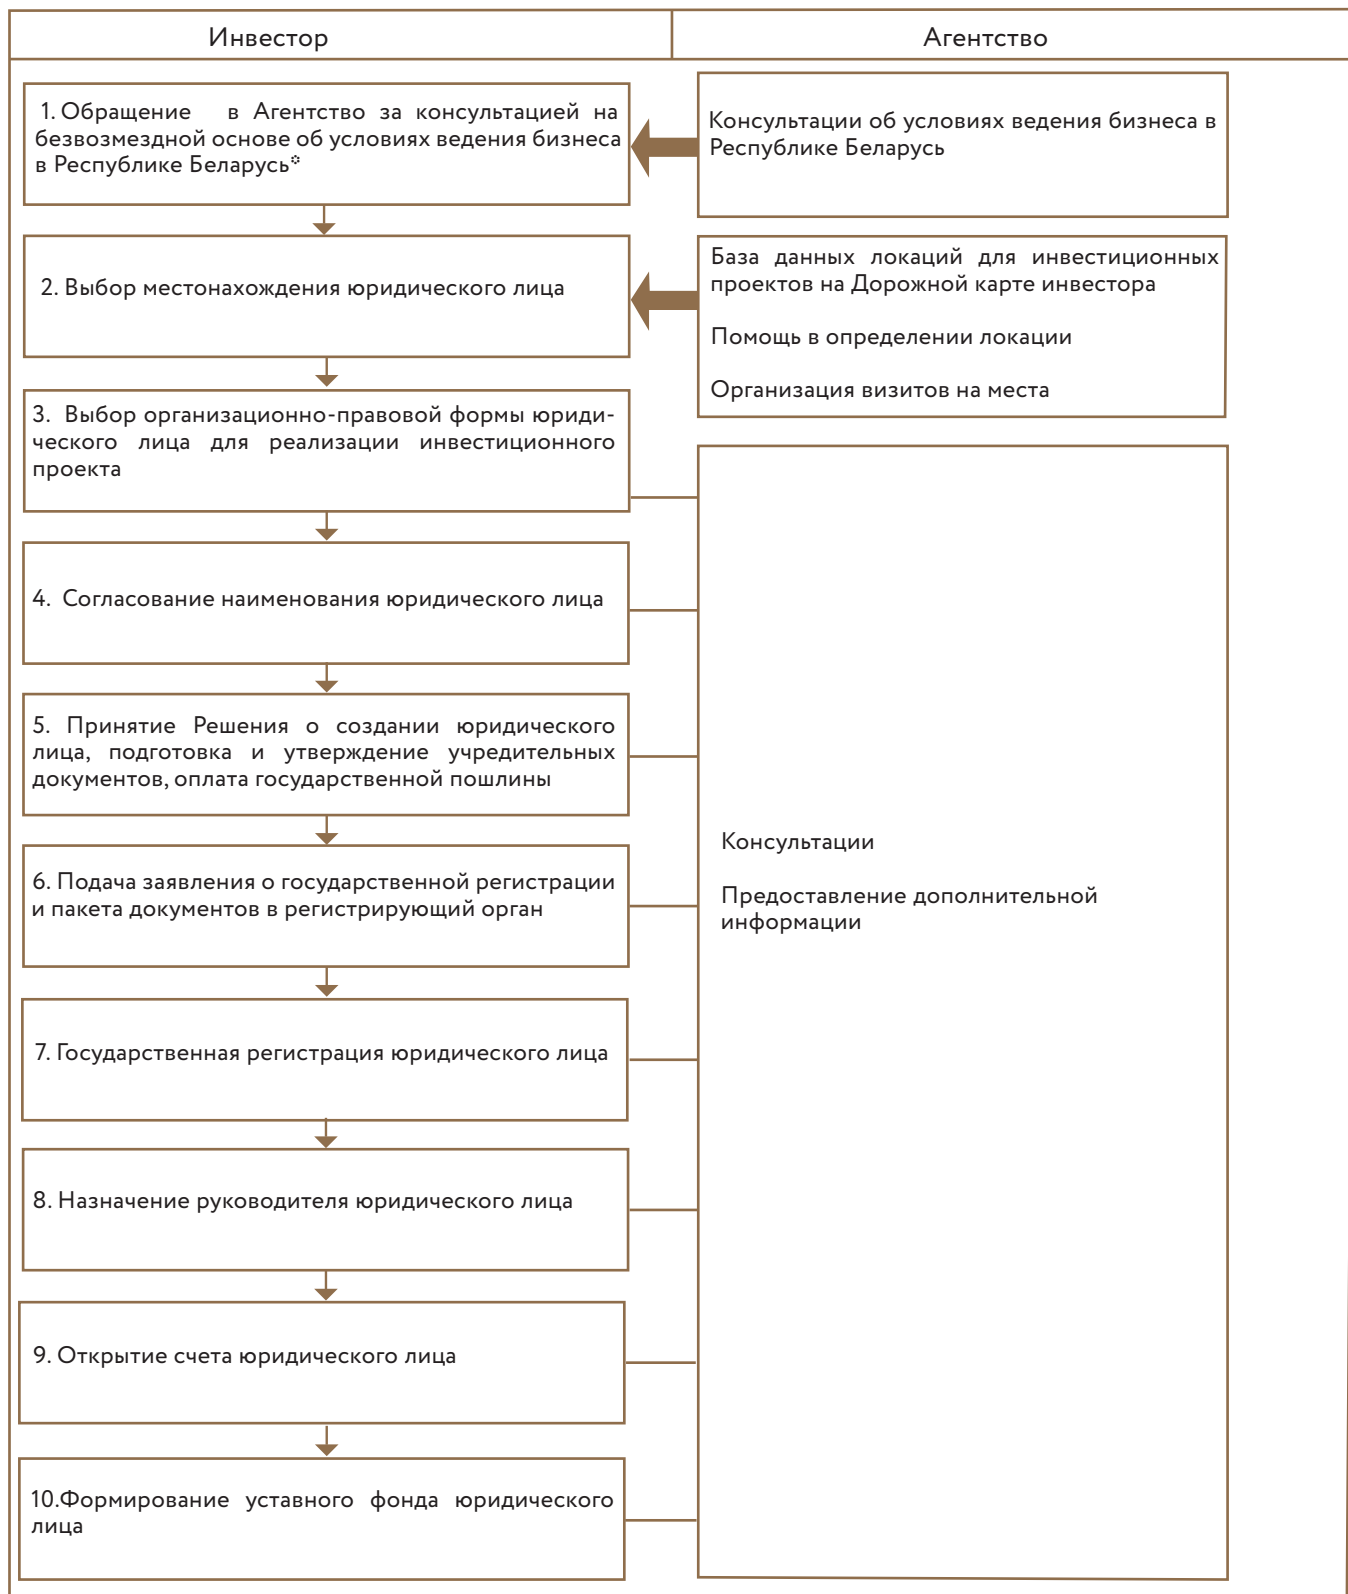 Инвестор
Агентство
1. Обращение в Агентство за консультацией на
безвозмездной основе об условиях ведения бизнеса
в Республике Беларусь*
Консультации об условиях ведения бизнеса в
Республике Беларусь
2. Выбор местонахождения юридического лица
База данных локаций для инвестиционных
проектов на Дорожной карте инвестора
Помощь в определении локации
Организация визитов на места
3. Выбор организационно-правовой формы юриди-
ческого лица для реализации инвестиционного
проекта
4. Согласование наименования юридического лица
5. Принятие Решения о создании юридического
лица, подготовка и утверждение учредительных
документов, оплата государственной пошлины
6. Подача заявления о государственной регистрации
и пакета документов в регистрирующий орган
7. Государственная регистрация юридического лица
8. Назначение руководителя юридического лица
9. Открытие счета юридического лица
10.Формирование уставного фонда юридического
лица
Консультации
Предоставление дополнительной
информации